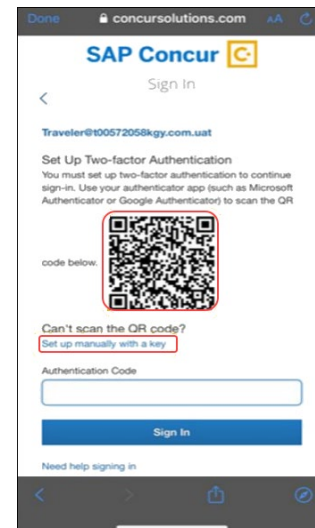 Done concursolutions.com AA
SAP Concur C
Sign In
Traveler@t00572058kgy.com.uat
Set Up Two-factor Authentication
You must set up two-factor authentication to continue
sign-in. Use your authenticator app (such as Microsoft
Authenticator or Google Authenticator) to scan the QR
code below.
Can't scan the QR code?
Set up manually with a key
Authentication Code
Sign In
Need help signing in